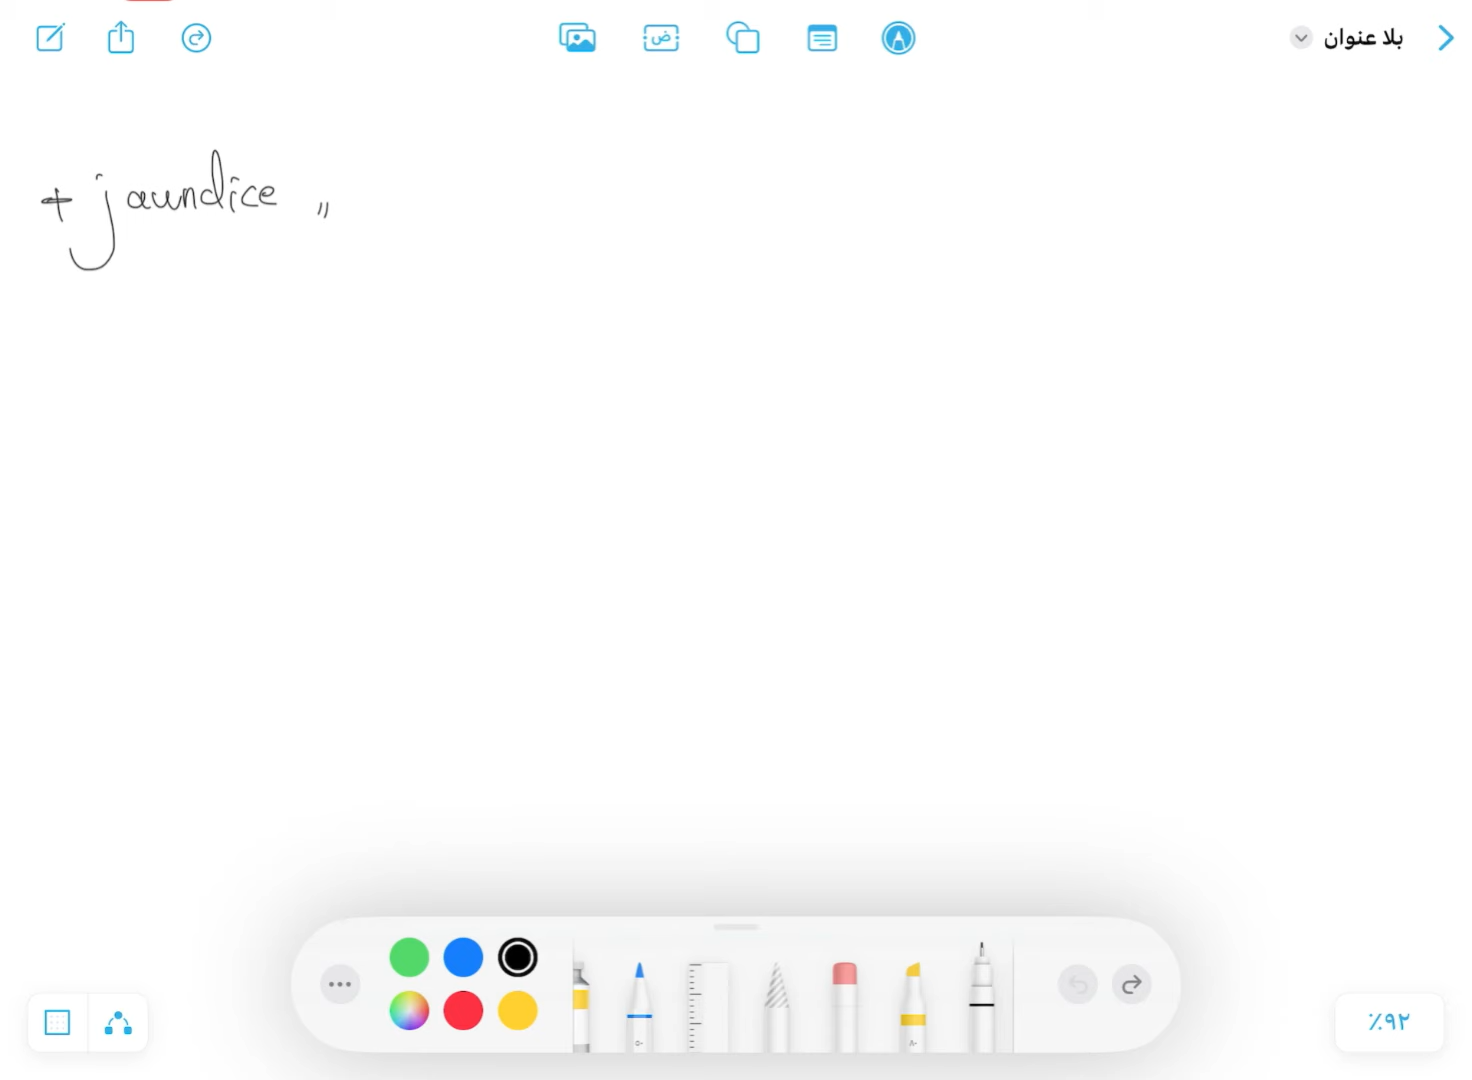 بلا عنوان
ض
+ jaundice "
٪٩٢